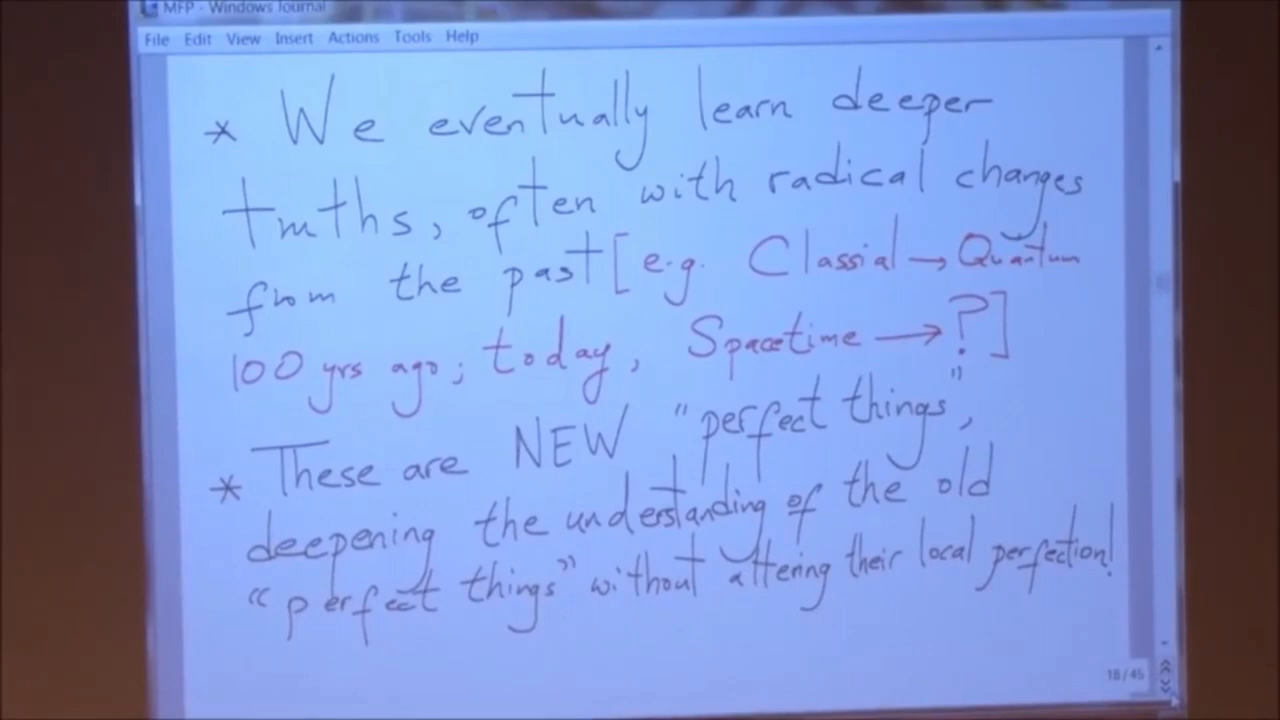 MFP - Windows Journal
File Edit View Insert Actions Tools Help
* We eventually learn deeper
truths, often with radical changes
from the past [e.g. Classial → Quantum
100 yrs ago; today, Spacetime → ?]
* These are NEW "perfect things",
deepening the understanding of the old
"perfect things" without altering their local perfection!
18/45